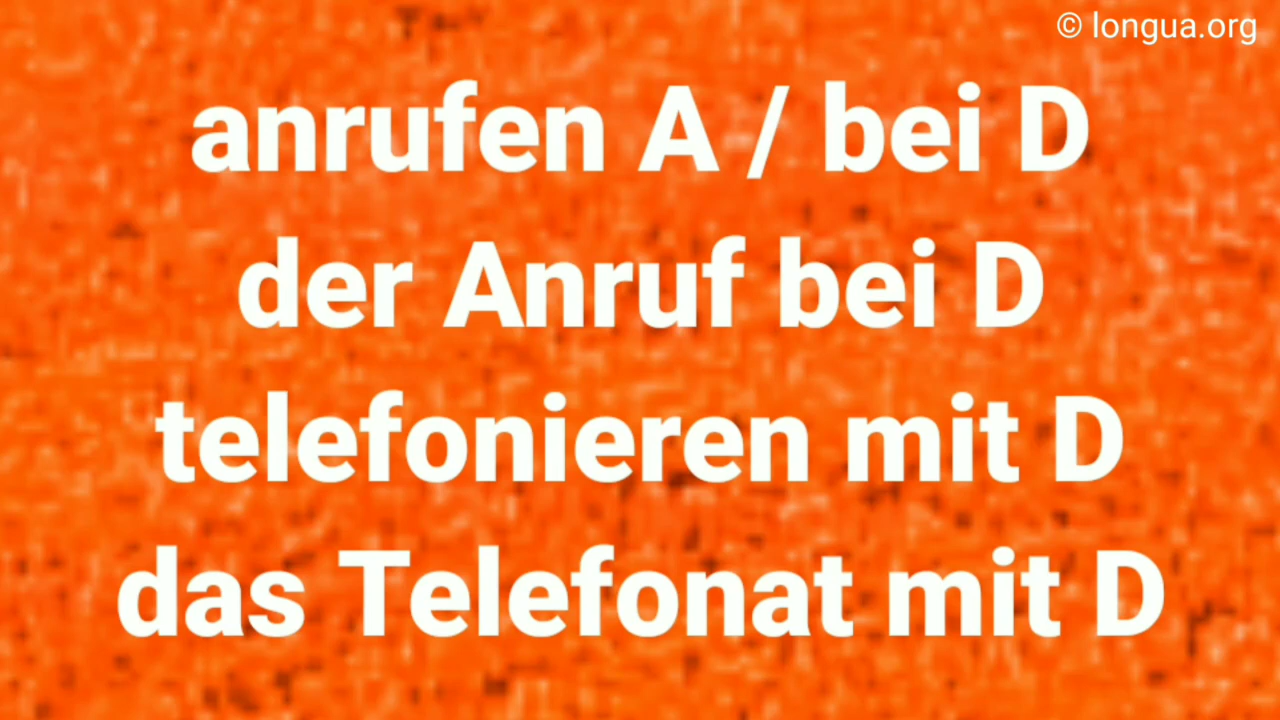 © longua.org
anrufen A / bei D
der Anruf bei D
telefonieren mit D
das Telefonat mit D